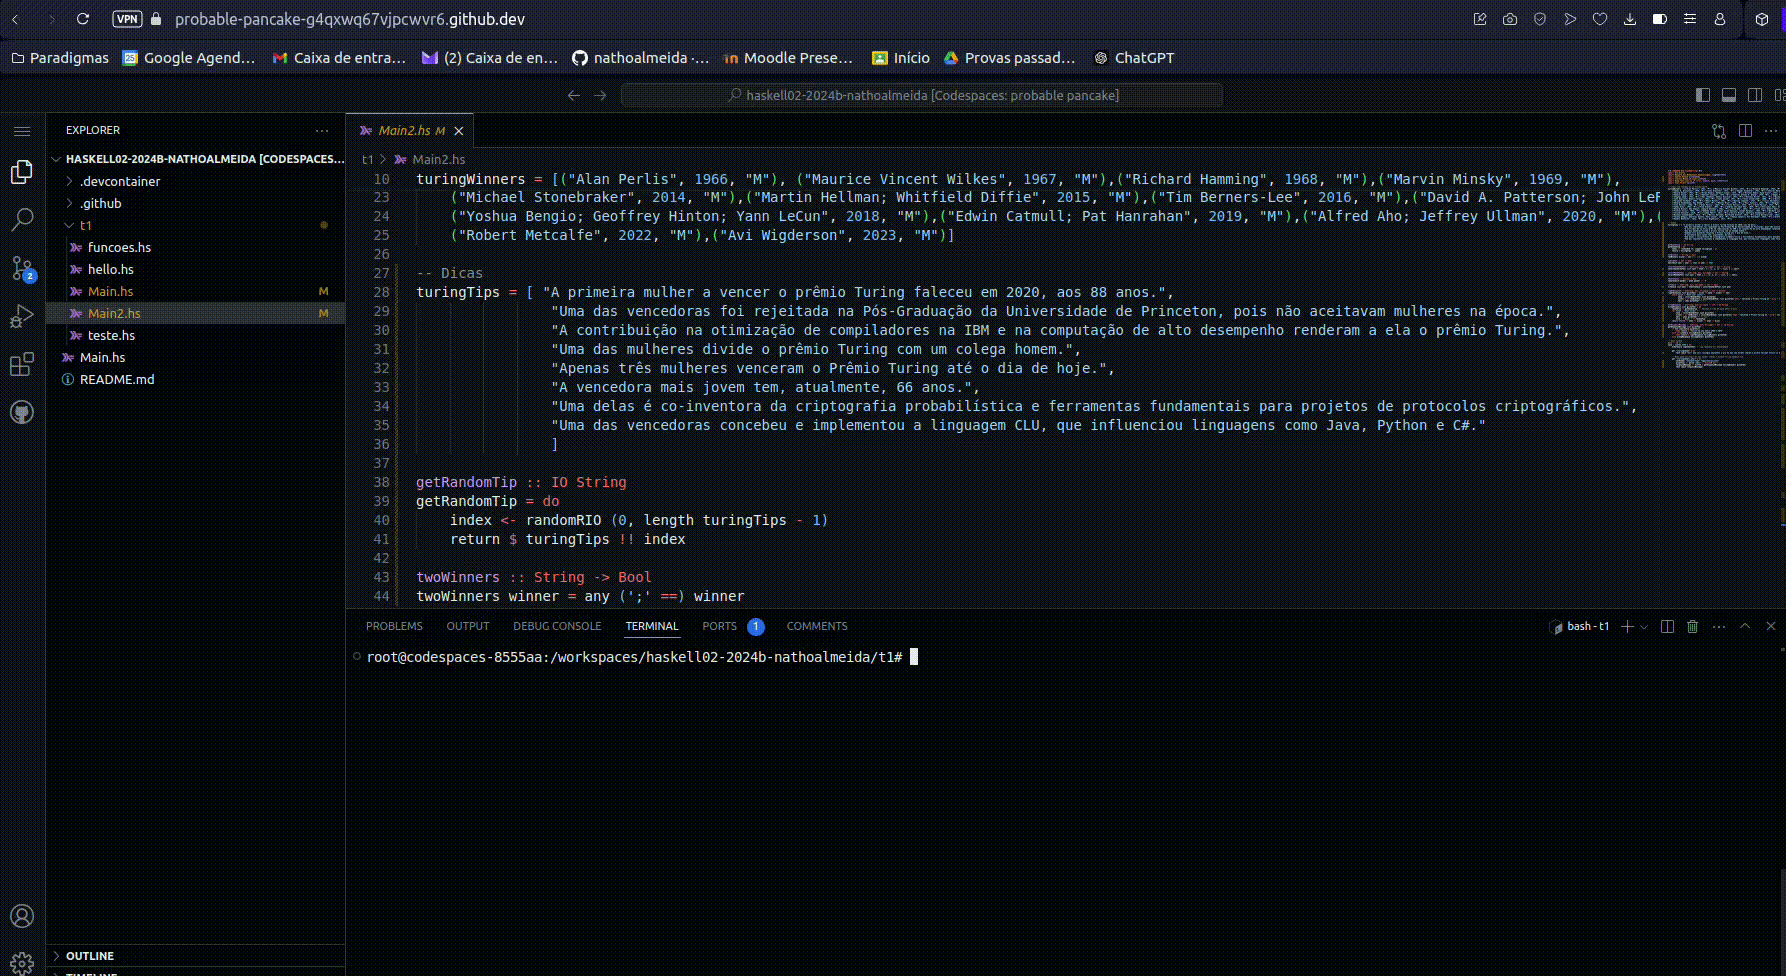 VPN probable-pancake-g4qxwq67vjpcwvr6.github.dev
Paradigmas Google Agend... Caixa de entra... (2) Caixa de en... nathoalmeida ·... Moodle Prese... Início Provas passad... ChatGPT
haskell02-2024b-nathoalmeida [Codespaces: probable pancake]
EXPLORER
HASKELL02-2024B-NATHOALMEIDA [CODESPACES...
.devcontainer
.github
t1
funcoes.hs
hello.hs
Main.hs M
Main2.hs M
teste.hs
Main.hs
README.md
2
OUTLINE
TIMELINE
Main2.hs M
t1 > Main2.hs
10 turingWinners = [("Alan Perlis", 1966, "M"), ("Maurice Vincent Wilkes", 1967, "M"),("Richard Hamming", 1968, "M"),("Marvin Minsky", 1969, "M"),
23 ("Michael Stonebraker", 2014, "M"),("Martin Hellman; Whitfield Diffie", 2015, "M"),("Tim Berners-Lee", 2016, "M"),("David A. Patterson; John LeR
24 ("Yoshua Bengio; Geoffrey Hinton; Yann LeCun", 2018, "M"),("Edwin Catmull; Pat Hanrahan", 2019, "M"),("Alfred Aho; Jeffrey Ullman", 2020, "M"),(
25 ("Robert Metcalfe", 2022, "M"),("Avi Wigderson", 2023, "M")]
26
27 -- Dicas
28 turingTips = [ "A primeira mulher a vencer o prêmio Turing faleceu em 2020, aos 88 anos.",
29 "Uma das vencedoras foi rejeitada na Pós-Graduação da Universidade de Princeton, pois não aceitavam mulheres na época.",
30 "A contribuição na otimização de compiladores na IBM e na computação de alto desempenho renderam a ela o prêmio Turing.",
31 "Uma das mulheres divide o prêmio Turing com um colega homem.",
32 "Apenas três mulheres venceram o Prêmio Turing até o dia de hoje.",
33 "A vencedora mais jovem tem, atualmente, 66 anos.",
34 "Uma delas é co-inventora da criptografia probabilística e ferramentas fundamentais para projetos de protocolos criptográficos.",
35 "Uma das vencedoras concebeu e implementou a linguagem CLU, que influenciou linguagens como Java, Python e C#."
36 ]
37
38 getRandomTip :: IO String
39 getRandomTip = do
40 index <- randomRIO (0, length turingTips - 1)
41 return $ turingTips !! index
42
43 twoWinners :: String -> Bool
44 twoWinners winner = any (';' ==) winner
PROBLEMS OUTPUT DEBUG CONSOLE TERMINAL PORTS 1 COMMENTS bash - t1
root@codespaces-8555aa:/workspaces/haskell02-2024b-nathoalmeida/t1#